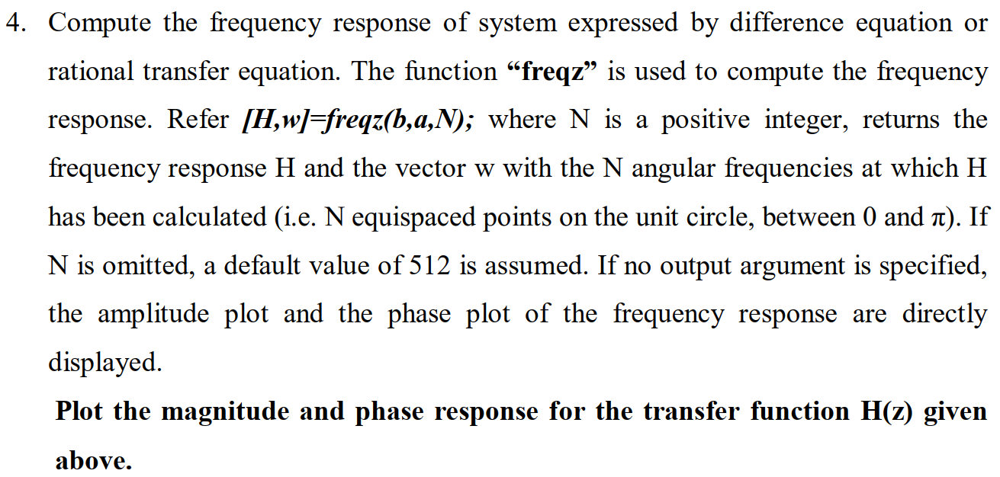 4. Compute the frequency response of system expressed by difference equation or
rational transfer equation. The function “freqz” is used to compute the frequency
response. Refer [H,w]=freqz(b,a,N); where N is a positive integer, returns the
frequency response H and the vector w with the N angular frequencies at which H
has been calculated (i.e. N equispaced points on the unit circle, between 0 and π). If
N is omitted, a default value of 512 is assumed. If no output argument is specified,
the amplitude plot and the phase plot of the frequency response are directly
displayed.
Plot the magnitude and phase response for the transfer function H(z) given
above.